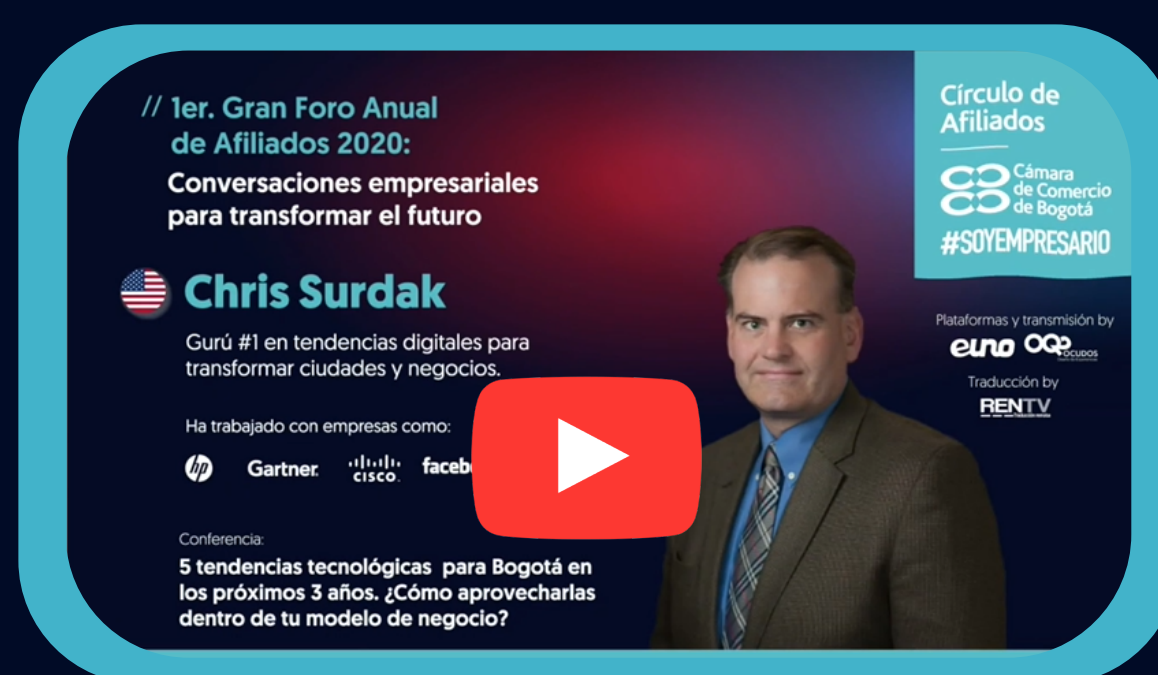 // 1er. Gran Foro Anual
de Afiliados 2020:
Conversaciones empresariales
para transformar el futuro
Chris Surdak
Gurú #1 en tendencias digitales para
transformar ciudades y negocios.
Ha trabajado con empresas como:
hp Gartner cisco faceb
Conferencia:
5 tendencias tecnológicas para Bogotá en
los próximos 3 años. ¿Cómo aprovecharlas
dentro de tu modelo de negocio?
Círculo de
Afiliados
Cámara
de Comercio
de Bogotá
#SOYEMPRESARIO
Plataformas y transmisión by
OCUDOS
Traducción by
RENTV